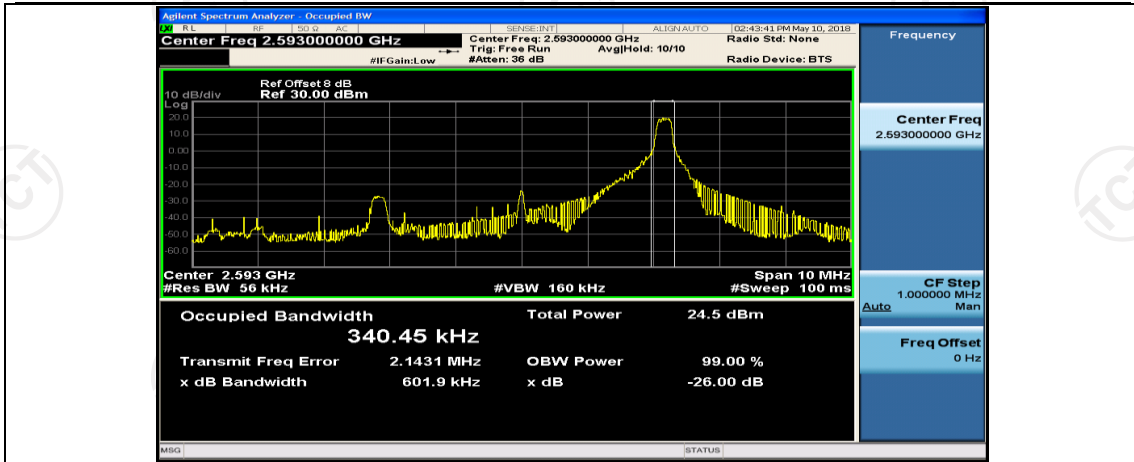 Agilent Spectrum Analyzer - Occupied BW
LXI RL RF 50 Ω AC SENSE:INT ALIGN AUTO 02:43:41 PM May 10, 2018
Center Freq 2.593000000 GHz
Center Freq: 2.593000000 GHz
Radio Std: None
Trig: Free Run Avg|Hold: 10/10
#IFGain:Low
#Atten: 36 dB
Radio Device: BTS
Ref Offset 8 dB
10 dB/div Ref 30.00 dBm
Log
20.0
10.0
0.00
-10.0
-20.0
-30.0
-40.0
-50.0
-60.0
Center 2.593 GHz
Span 10 MHz
#Res BW 56 kHz
#VBW 160 kHz
#Sweep 100 ms
Occupied Bandwidth
Total Power 24.5 dBm
340.45 kHz
Transmit Freq Error 2.1431 MHz
OBW Power 99.00 %
x dB Bandwidth 601.9 kHz
x dB -26.00 dB
MSG
STATUS
Frequency
Center Freq
2.593000000 GHz
CF Step
1.000000 MHz
Auto Man
Freq Offset
0 Hz
TCT
TCT